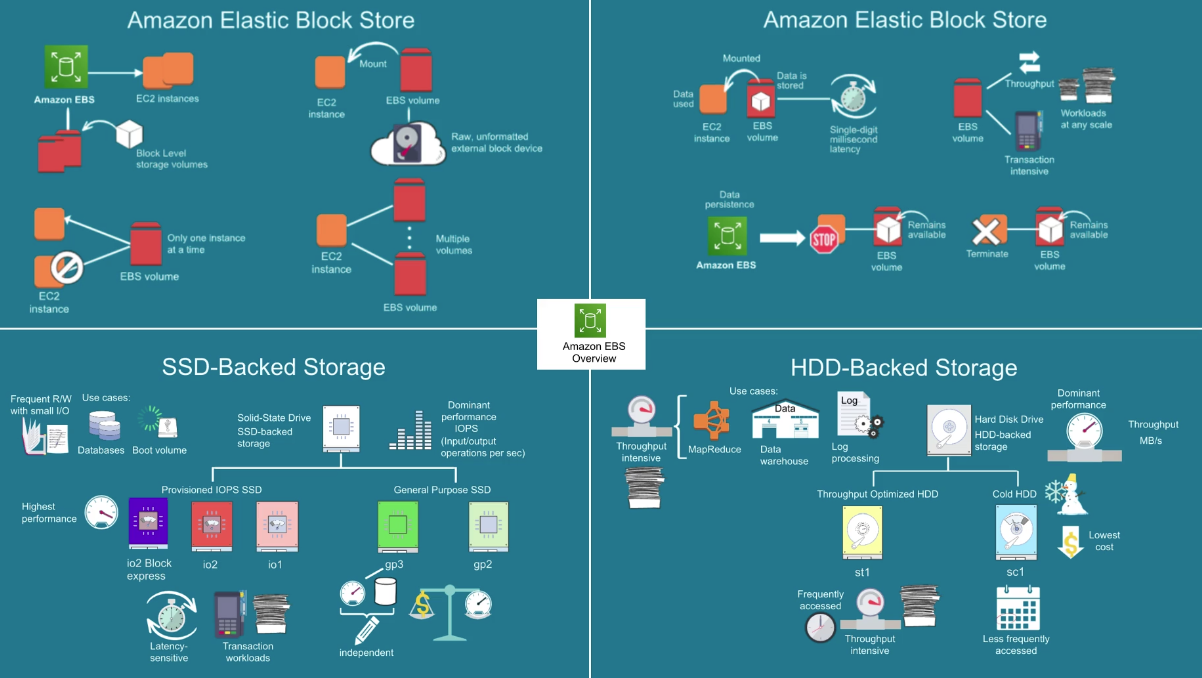 Amazon Elastic Block Store
Amazon EBS
EC2 instances
Block Level
storage volumes
Mount
EC2
instance
EBS volume
Raw, unformatted
external block device
Only one instance
at a time
EBS volume
EC2
instance
EC2
instance
Multiple
volumes
EBS volume
Amazon Elastic Block Store
Mounted
Data
used
Data is
stored
EC2
instance
EBS
volume
Single-digit
millisecond
latency
EBS
volume
Throughput
Workloads
at any scale
Transaction
intensive
Data
persistence
Amazon EBS
STOP
Remains
available
EBS
volume
Terminate
Remains
available
EBS
volume
Amazon EBS
Overview
SSD-Backed Storage
Frequent R/W
with small I/O
Use cases:
Databases
Boot volume
Solid-State Drive
SSD-backed
storage
Dominant
performance
IOPS
(Input/output
operations per sec)
Provisioned IOPS SSD
General Purpose SSD
Highest
performance
io2 Block
express
io2
io1
gp3
gp2
Latency-
sensitive
Transaction
workloads
$
independent
HDD-Backed Storage
Throughput
intensive
Use cases:
MapReduce
Data
Data
warehouse
Log
Log
processing
Hard Disk Drive
HDD-backed
storage
Dominant
performance
Throughput
MB/s
Throughput Optimized HDD
Cold HDD
$
Lowest
cost
st1
sc1
Frequently
accessed
Throughput
intensive
Less frequently
accessed